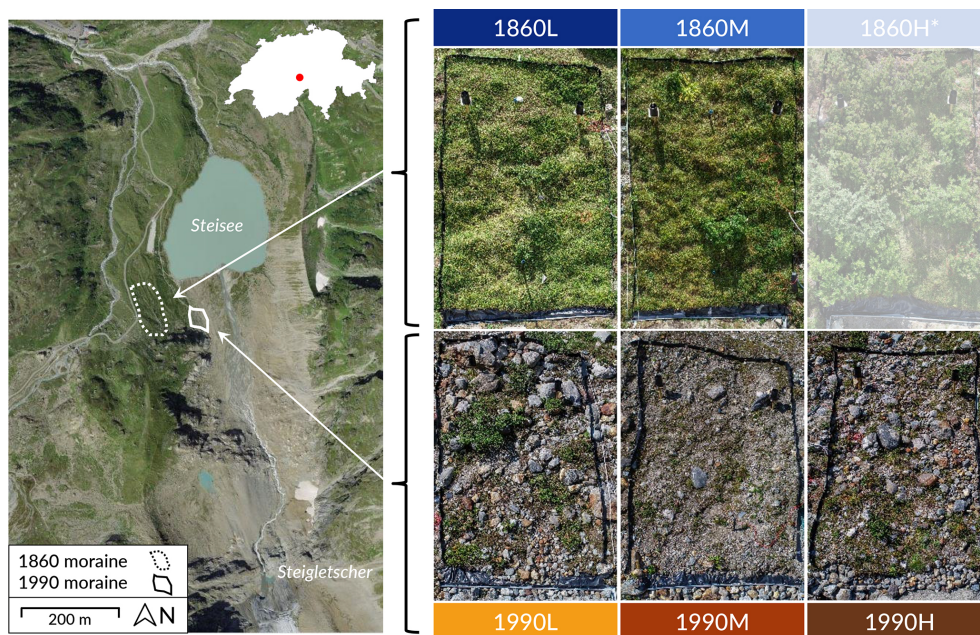 1860L
1860M
1860H*
Steisee
1860 moraine
1990 moraine
200 m
N
Steigletscher
1990L
1990M
1990H